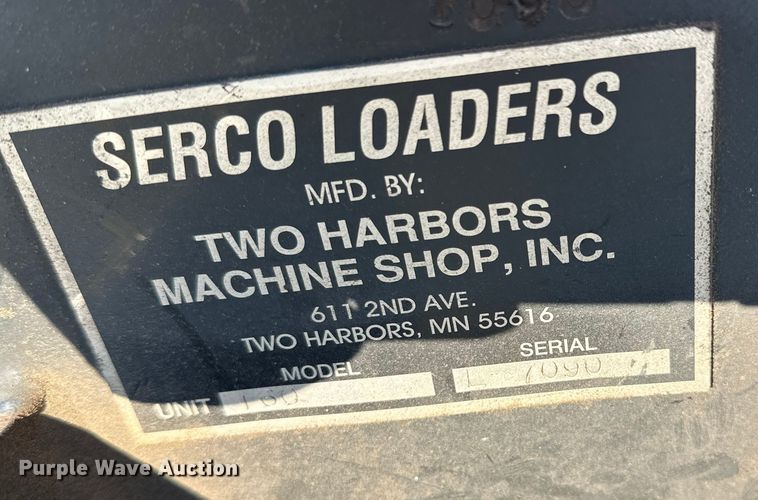 SERCO LOADERS
MFD. BY:
TWO HARBORS
MACHINE SHOP, INC.
611 2ND AVE.
TWO HARBORS, MN 55616
MODEL SERIAL
UNIT 7090
Purple Wave Auction